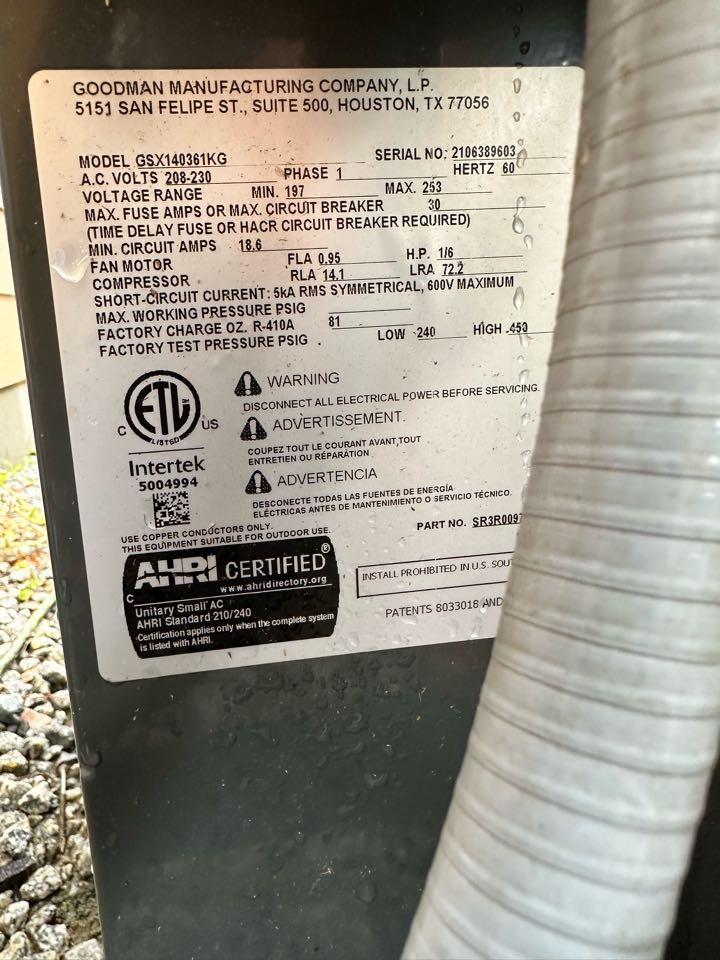 GOODMAN MANUFACTURING COMPANY, L.P.
5151 SAN FELIPE ST., SUITE 500, HOUSTON, TX 77056
MODEL GSX140361KG SERIAL NO: 2106389603
A.C. VOLTS 208-230 PHASE 1 HERTZ 60
VOLTAGE RANGE MIN. 197 MAX. 253
MAX. FUSE AMPS OR MAX. CIRCUIT BREAKER 30
(TIME DELAY FUSE OR HACR CIRCUIT BREAKER REQUIRED)
MIN. CIRCUIT AMPS 18.6
FAN MOTOR FLA 0.95 H.P. 1/6
COMPRESSOR RLA 14.1 LRA 72.2
SHORT-CIRCUIT CURRENT: 5kA RMS SYMMETRICAL, 600V MAXIMUM
MAX. WORKING PRESSURE PSIG
FACTORY CHARGE OZ. R-410A 81
FACTORY TEST PRESSURE PSIG . LOW 240 HIGH 450
ETL
LISTED
C US
Intertek
5004994
WARNING
DISCONNECT ALL ELECTRICAL POWER BEFORE SERVICING.
ADVERTISSEMENT
COUPEZ TOUT LE COURANT AVANT TOUT
ENTRETIEN OU RÉPARATION
ADVERTENCIA
DESCONECTE TODAS LAS FUENTES DE ENERGÍA
ELÉCTRICAS ANTES DE MANTENIMIENTO O SERVICIO TÉCNICO.
USE COPPER CONDUCTORS ONLY.
THIS EQUIPMENT SUITABLE FOR OUTDOOR USE.
PART NO. SR3R0097
AHRI CERTIFIED®
www.ahridirectory.org
C
Unitary Small AC
AHRI Standard 210/240
Certification applies only when the complete system
is listed with AHRI.
INSTALL PROHIBITED IN U.S. SOU
PATENTS 8033018 AND